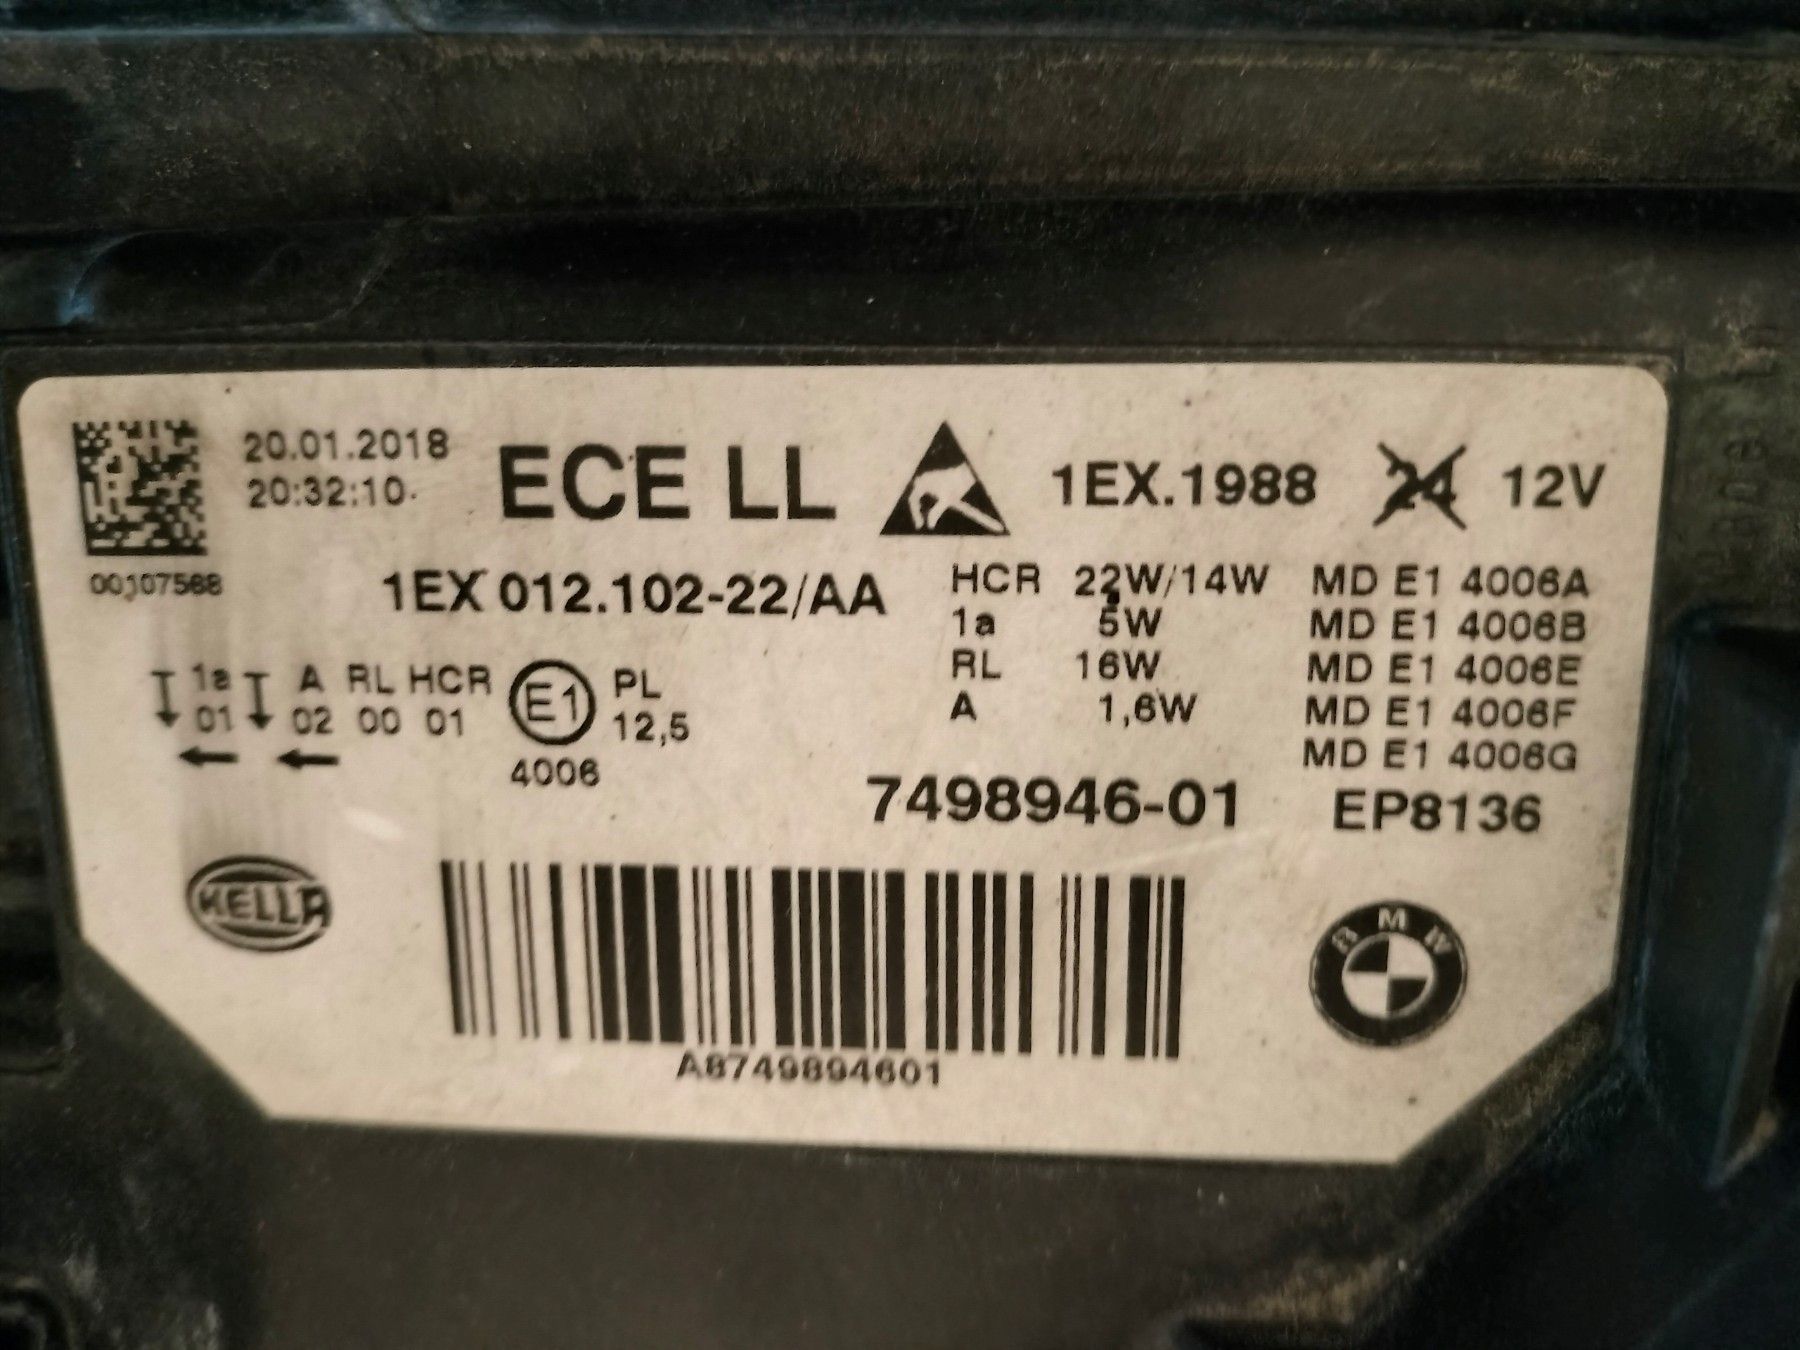 20.01.2018
20:32:10
ECE LL
1EX.1988 24 12V
00107568
1EX 012.102-22/AA
HCR 22W/14W MD E1 4006A
1a 5W MD E1 4006B
RL 16W MD E1 4006E
A 1,6W MD E1 4006F
MD E1 4006G
1a A RL HCR
01 02 00 01
E1
4006
PL
12,5
7498946-01 EP8136
HELLA
A8749894601
BMW